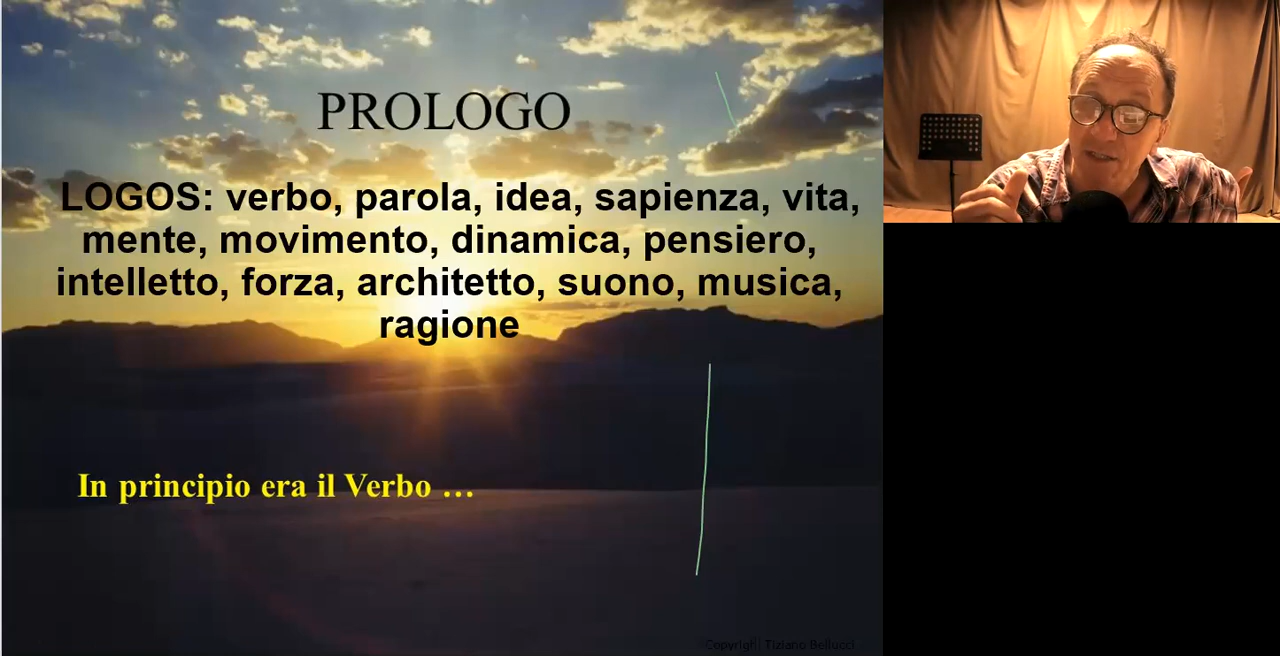 PROLOGO
LOGOS: verbo, parola, idea, sapienza, vita,
mente, movimento, dinamica, pensiero,
intelletto, forza, architetto, suono, musica,
ragione
In principio era il Verbo …
Copyright Tiziano Bellucci